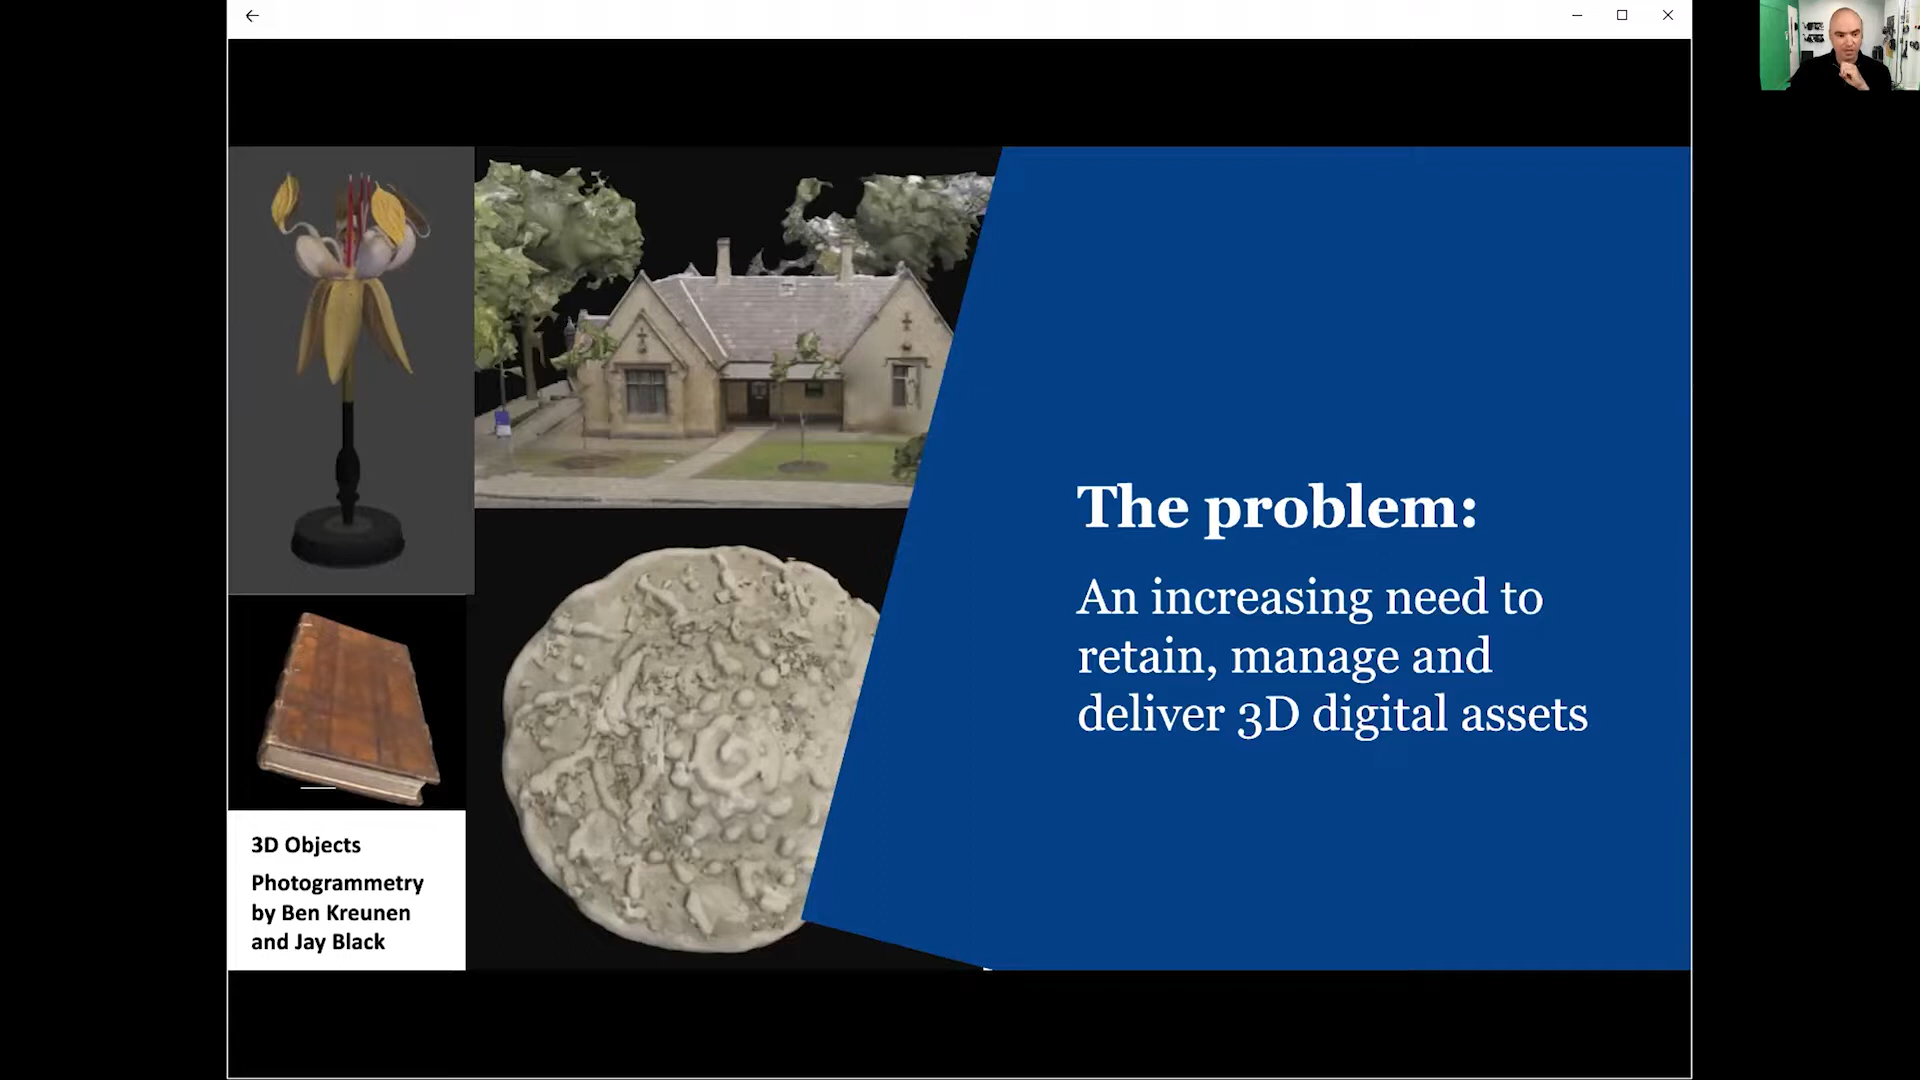 The problem:
An increasing need to
retain, manage and
deliver 3D digital assets
3D Objects
Photogrammetry
by Ben Kreunen
and Jay Black